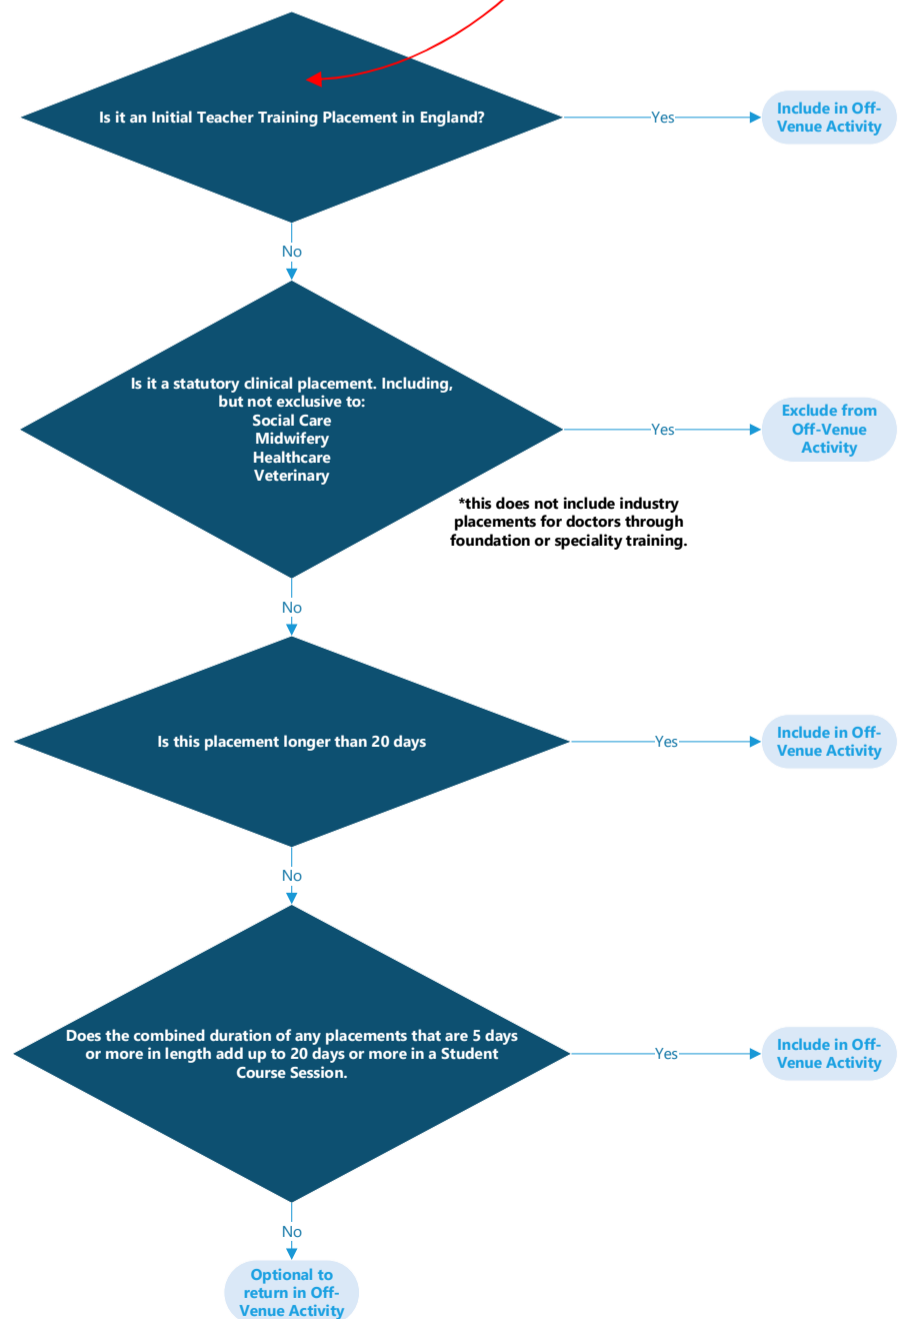 Is it an Initial Teacher Training Placement in England?
Yes
Include in Off-
Venue Activity
No
Is it a statutory clinical placement. Including,
but not exclusive to:
Social Care
Midwifery
Healthcare
Veterinary
Yes
Exclude from
Off-Venue
Activity
*this does not include industry
placements for doctors through
foundation or speciality training.
No
Is this placement longer than 20 days
Yes
Include in Off-
Venue Activity
No
Does the combined duration of any placements that are 5 days
or more in length add up to 20 days or more in a Student
Course Session.
Yes
Include in Off-
Venue Activity
No
Optional to
return in Off-
Venue Activity